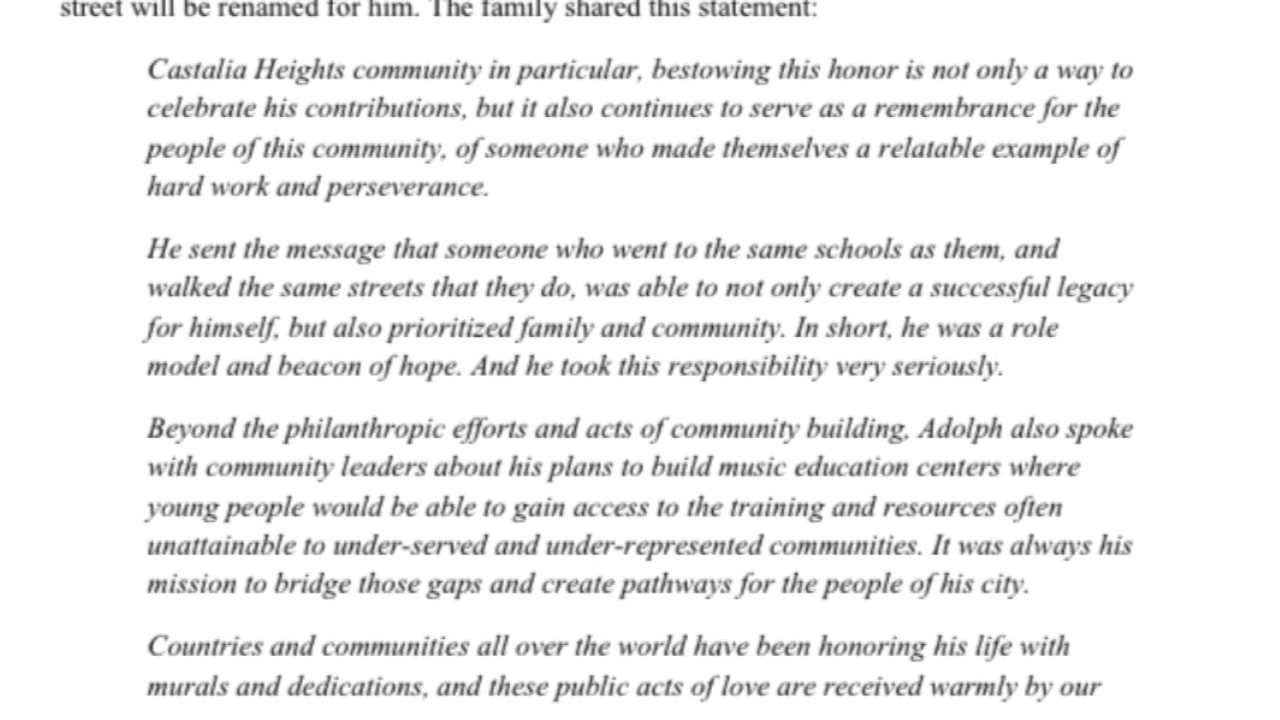 street will be renamed for him. The family shared this statement:
Castalia Heights community in particular, bestowing this honor is not only a way to
celebrate his contributions, but it also continues to serve as a remembrance for the
people of this community, of someone who made themselves a relatable example of
hard work and perseverance.
He sent the message that someone who went to the same schools as them, and
walked the same streets that they do, was able to not only create a successful legacy
for himself, but also prioritized family and community. In short, he was a role
model and beacon of hope. And he took this responsibility very seriously.
Beyond the philanthropic efforts and acts of community building, Adolph also spoke
with community leaders about his plans to build music education centers where
young people would be able to gain access to the training and resources often
unattainable to under-served and under-represented communities. It was always his
mission to bridge those gaps and create pathways for the people of his city.
Countries and communities all over the world have been honoring his life with
murals and dedications, and these public acts of love are received warmly by our